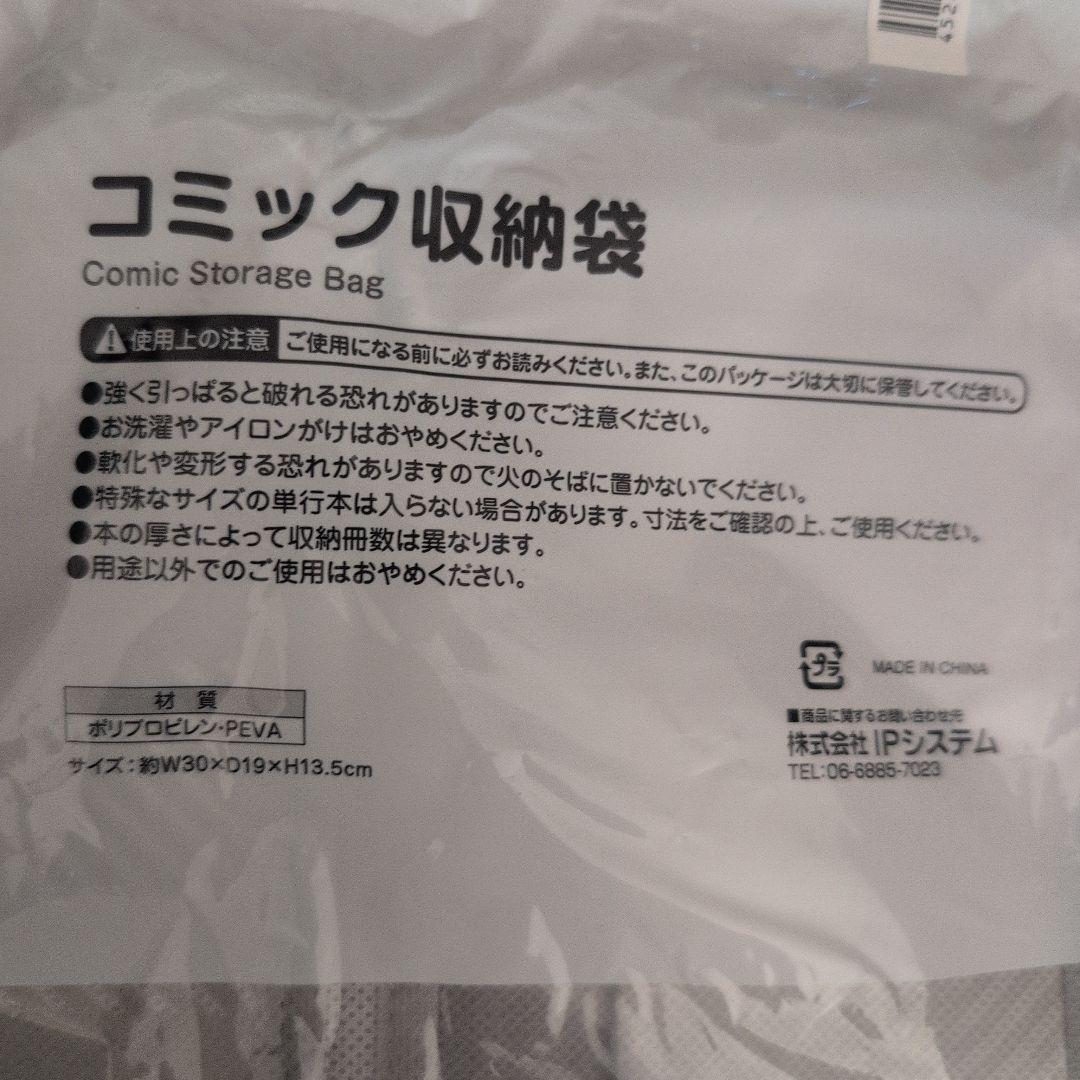 452
コミック収納袋
Comic Storage Bag
使用上の注意 ご使用になる前に必ずお読みください。また、このパッケージは大切に保管してください。
●強く引っぱると破れる恐れがありますのでご注意ください。
●お洗濯やアイロンがけはおやめください。
●軟化や変形する恐れがありますので火のそばに置かないでください。
●特殊なサイズの単行本は入らない場合があります。寸法をご確認の上、ご使用ください。
●本の厚さによって収納冊数は異なります。
●用途以外でのご使用はおやめください。
プラ MADE IN CHINA
材質
ポリプロピレン・PEVA
サイズ：約W30×D19×H13.5cm
■商品に関するお問い合わせ先
株式会社 IPシステム
TEL:06-6885-7023